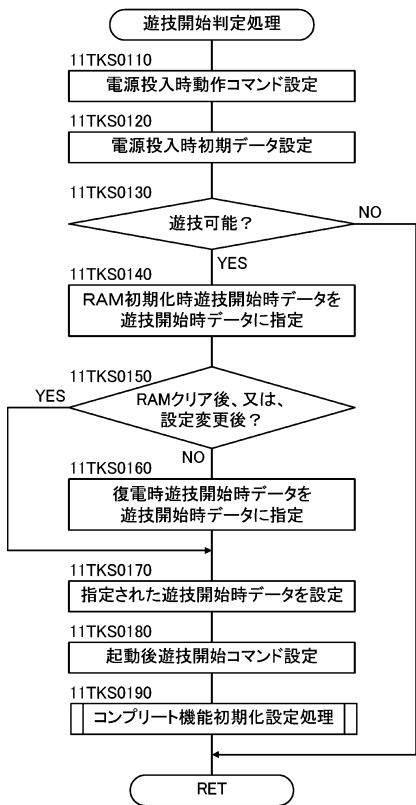 遊技開始判定処理
11TKS0110
電源投入時動作コマンド設定
11TKS0120
電源投入時初期データ設定
11TKS0130
遊技可能？
NO
YES
11TKS0140
ＲＡＭ初期化時遊技開始時データを
遊技開始時データに指定
11TKS0150
YES
RAMクリア後、又は、
設定変更後？
NO
11TKS0160
復電時遊技開始時データを
遊技開始時データに指定
11TKS0170
指定された遊技開始時データを設定
11TKS0180
起動後遊技開始コマンド設定
11TKS0190
コンプリート機能初期化設定処理
RET